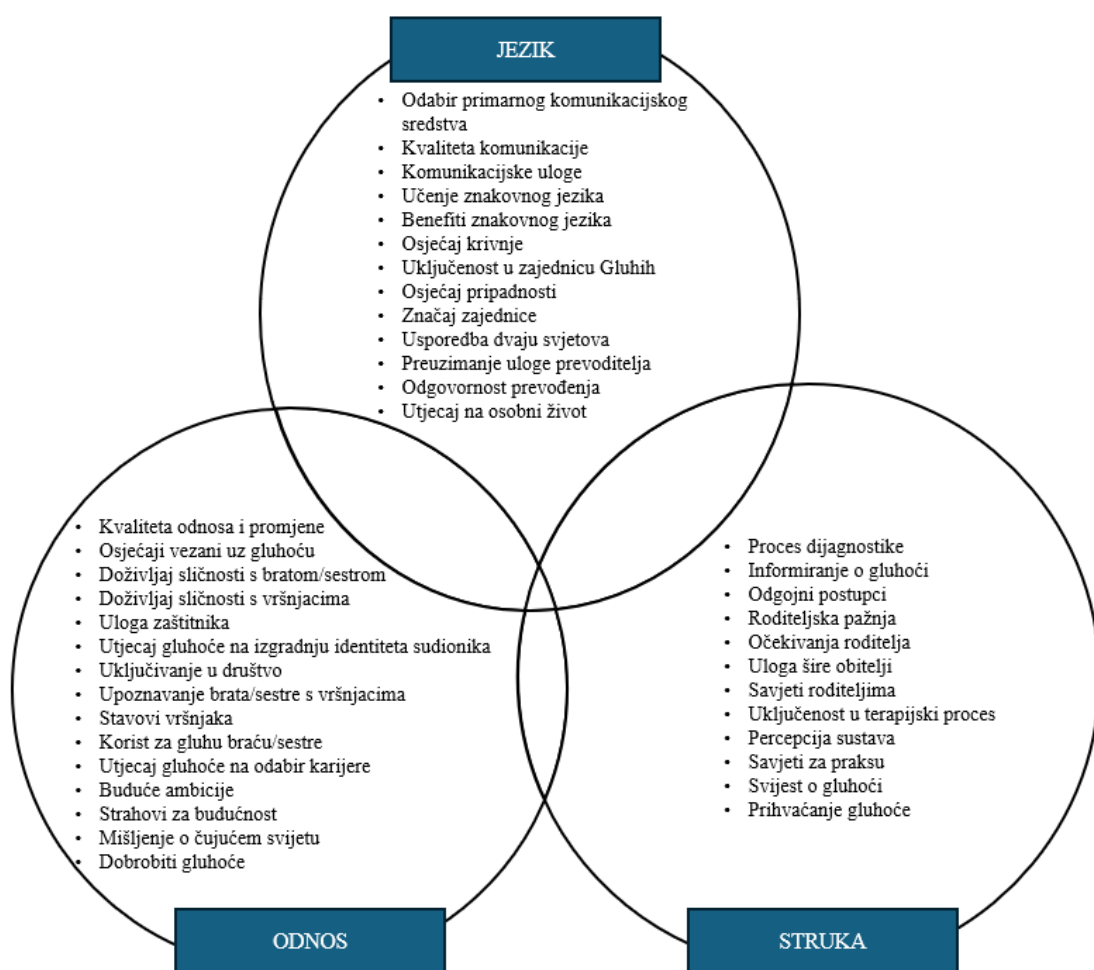 JEZIK
• Odabir primarnog komunikacijskog
sredstva
• Kvaliteta komunikacije
• Komunikacijske uloge
• Učenje znakovnog jezika
• Benefiti znakovnog jezika
• Osjećaj krivnje
• Uključenost u zajednicu Gluhih
• Osjećaj pripadnosti
• Značaj zajednice
• Usporedba dvaju svjetova
• Preuzimanje uloge prevoditelja
• Odgovornost prevođenja
• Utjecaj na osobni život
• Kvaliteta odnosa i promjene
• Osjećaji vezani uz gluhoću
• Doživljaj sličnosti s bratom/sestrom
• Doživljaj sličnosti s vršnjacima
• Uloga zaštitnika
• Utjecaj gluhoće na izgradnju identiteta sudionika
• Uključivanje u društvo
• Upoznavanje brata/sestre s vršnjacima
• Stavovi vršnjaka
• Korist za gluhu braću/sestre
• Utjecaj gluhoće na odabir karijere
• Buduće ambicije
• Strahovi za budućnost
• Mišljenje o čujućem svijetu
• Dobrobiti gluhoće
ODNOS
• Proces dijagnostike
• Informiranje o gluhoći
• Odgojni postupci
• Roditeljska pažnja
• Očekivanja roditelja
• Uloga šire obitelji
• Savjeti roditeljima
• Uključenost u terapijski proces
• Percepcija sustava
• Savjeti za praksu
• Svijest o gluhoći
• Prihvaćanje gluhoće
STRUKA